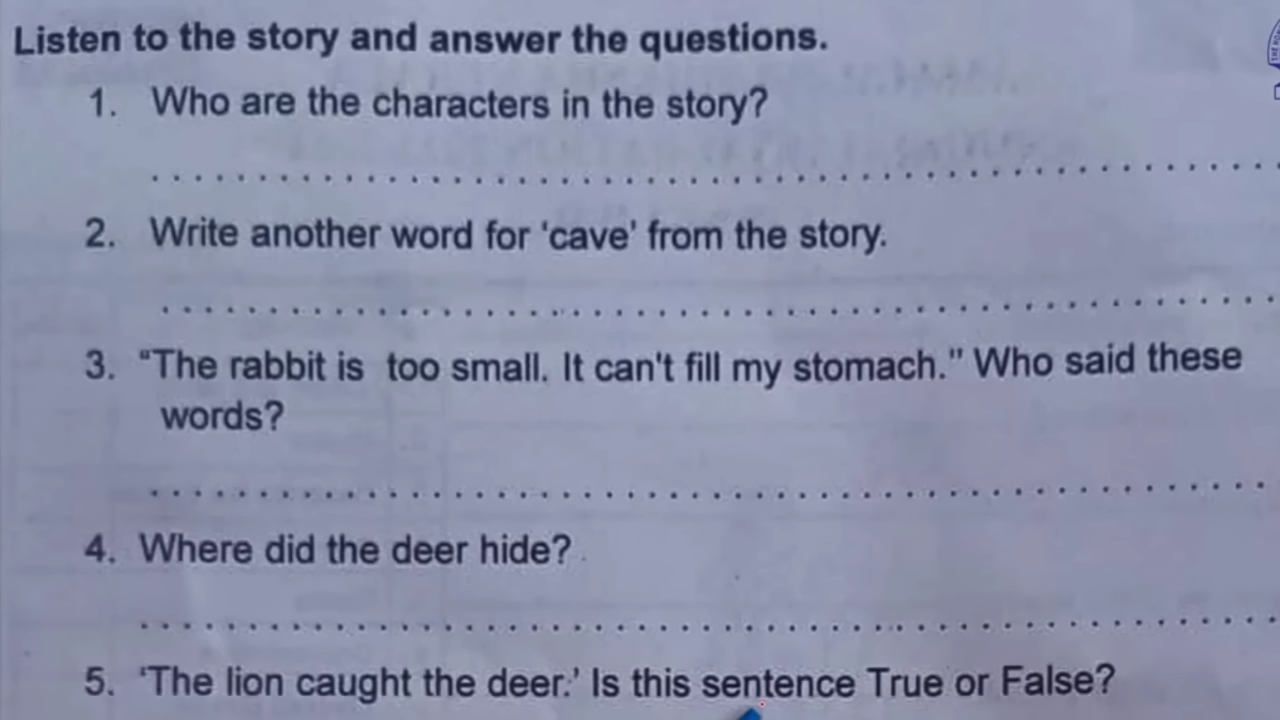 Listen to the story and answer the questions.
1. Who are the characters in the story?
2. Write another word for 'cave' from the story.
3. "The rabbit is too small. It can't fill my stomach." Who said these
words?
4. Where did the deer hide?
5. 'The lion caught the deer.' Is this sentence True or False?